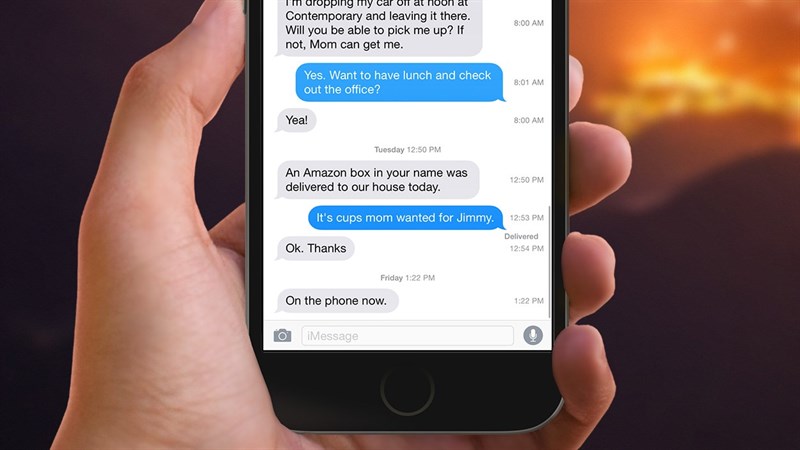 I'm dropping my car off at noon at
Contemporary and leaving it there.
Will you be able to pick me up? If
not, Mom can get me.
8:00 AM
Yes. Want to have lunch and check
out the office?
8:01 AM
Yea!
8:00 AM
Tuesday 12:50 PM
An Amazon box in your name was
delivered to our house today.
12:50 PM
It's cups mom wanted for Jimmy.
12:53 PM
Delivered
Ok. Thanks
12:54 PM
Friday 1:22 PM
On the phone now.
1:22 PM
iMessage